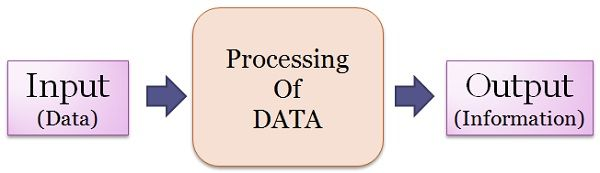 Input
(Data)
Processing
Of
DATA
Output
(Information)